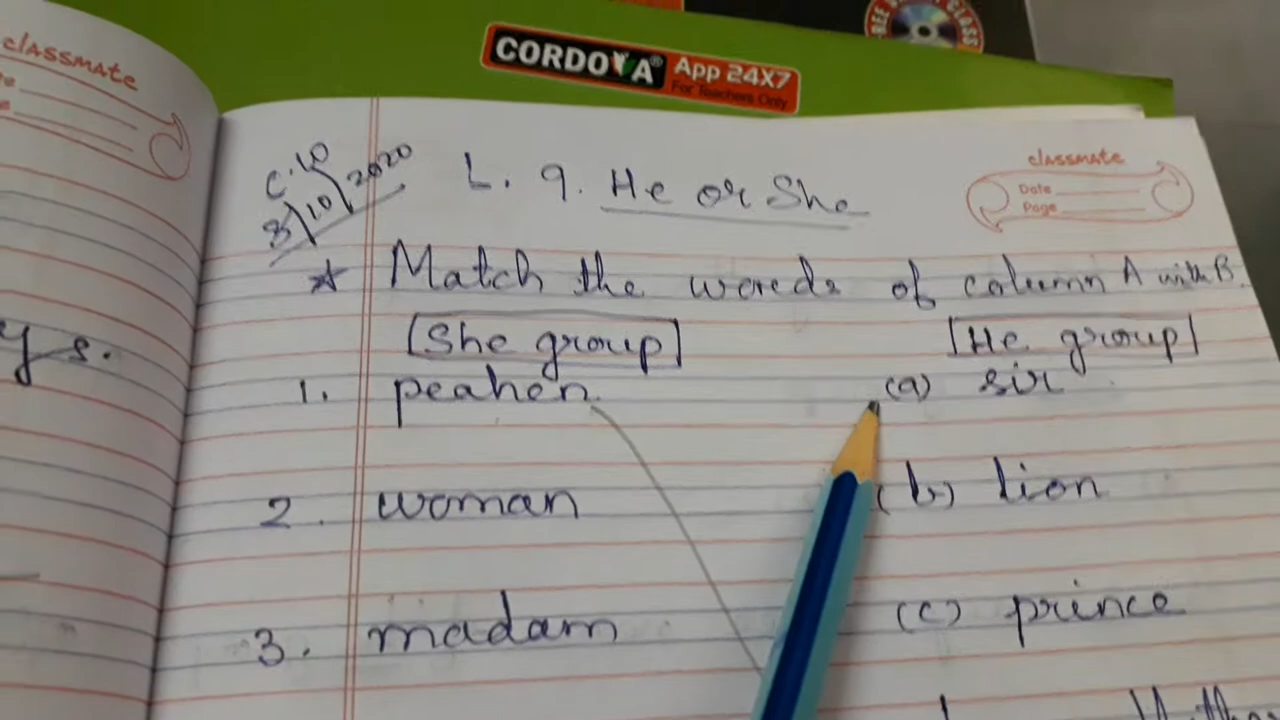 classmate
CORDOVA® App 24X7
For Teachers Only
classmate
Date
Page
C.W
8/10/2020
L. 9. He or She
☆ Match the words of column A with B.
[She group] [He group]
1. peahen (a) sir
2. woman (b) lion
3. madam (c) prince